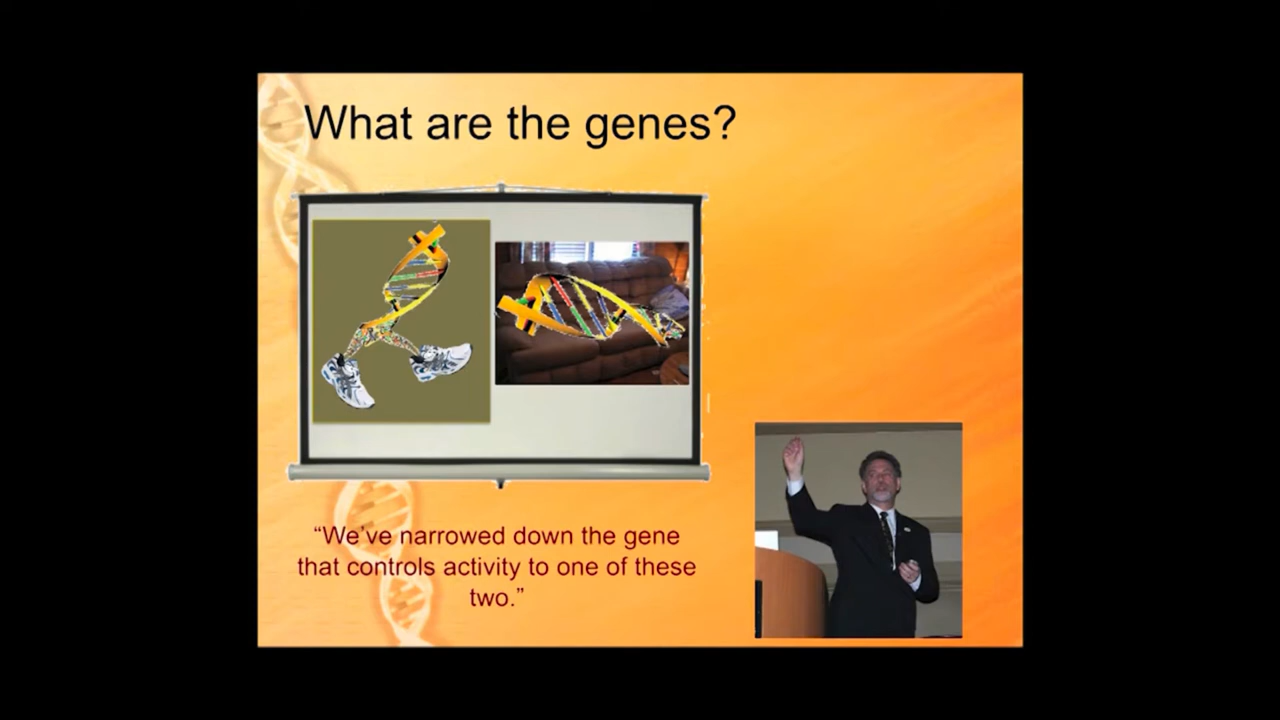 What are the genes?
“We’ve narrowed down the gene
that controls activity to one of these
two.”